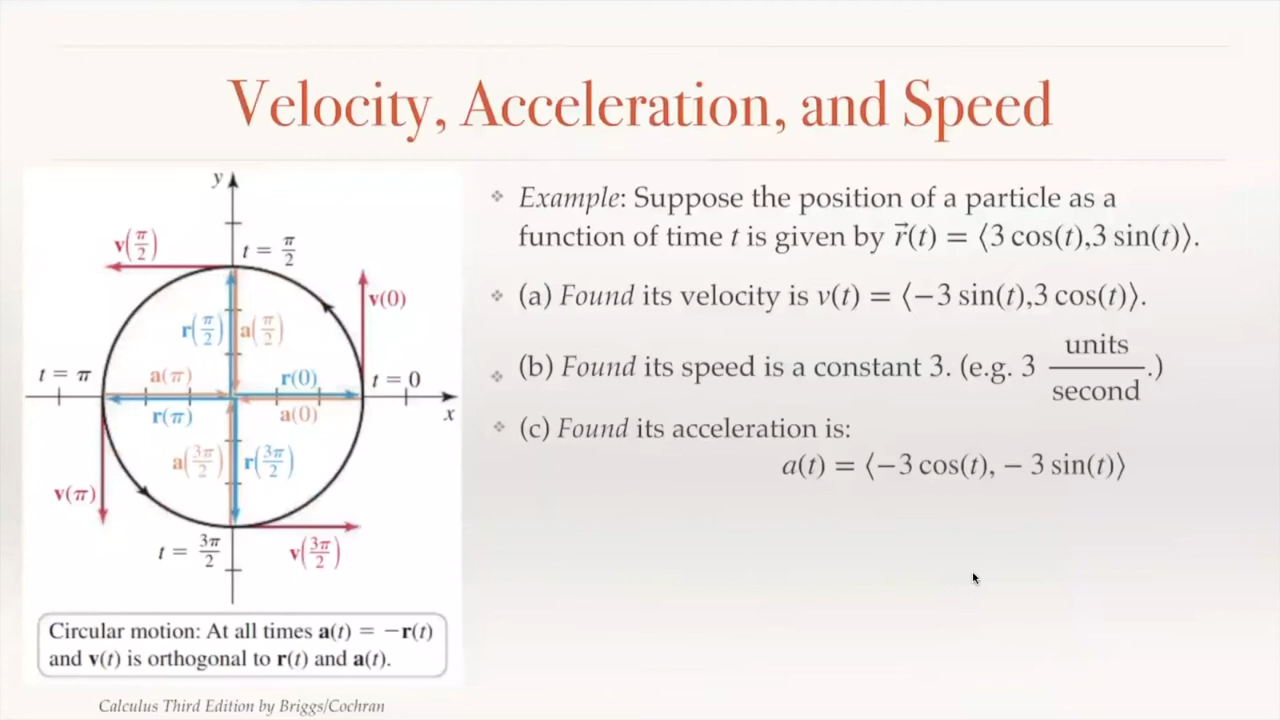 Velocity, Acceleration, and Speed
y
v(π/2)
t = π/2
v(0)
r(π/2)
a(π/2)
t = π
a(π)
r(0)
t = 0
r(π)
a(0)
x
a(3π/2)
r(3π/2)
v(π)
t = 3π/2
v(3π/2)
Circular motion: At all times a(t) = −r(t)
and v(t) is orthogonal to r(t) and a(t).
Calculus Third Edition by Briggs/Cochran
❖ Example: Suppose the position of a particle as a
function of time t is given by r⃗(t) = ⟨3 cos(t),3 sin(t)⟩.
❖ (a) Found its velocity is v(t) = ⟨−3 sin(t),3 cos(t)⟩.
❖ (b) Found its speed is a constant 3. (e.g. 3 units/second.)
❖ (c) Found its acceleration is:
a(t) = ⟨−3 cos(t), − 3 sin(t)⟩